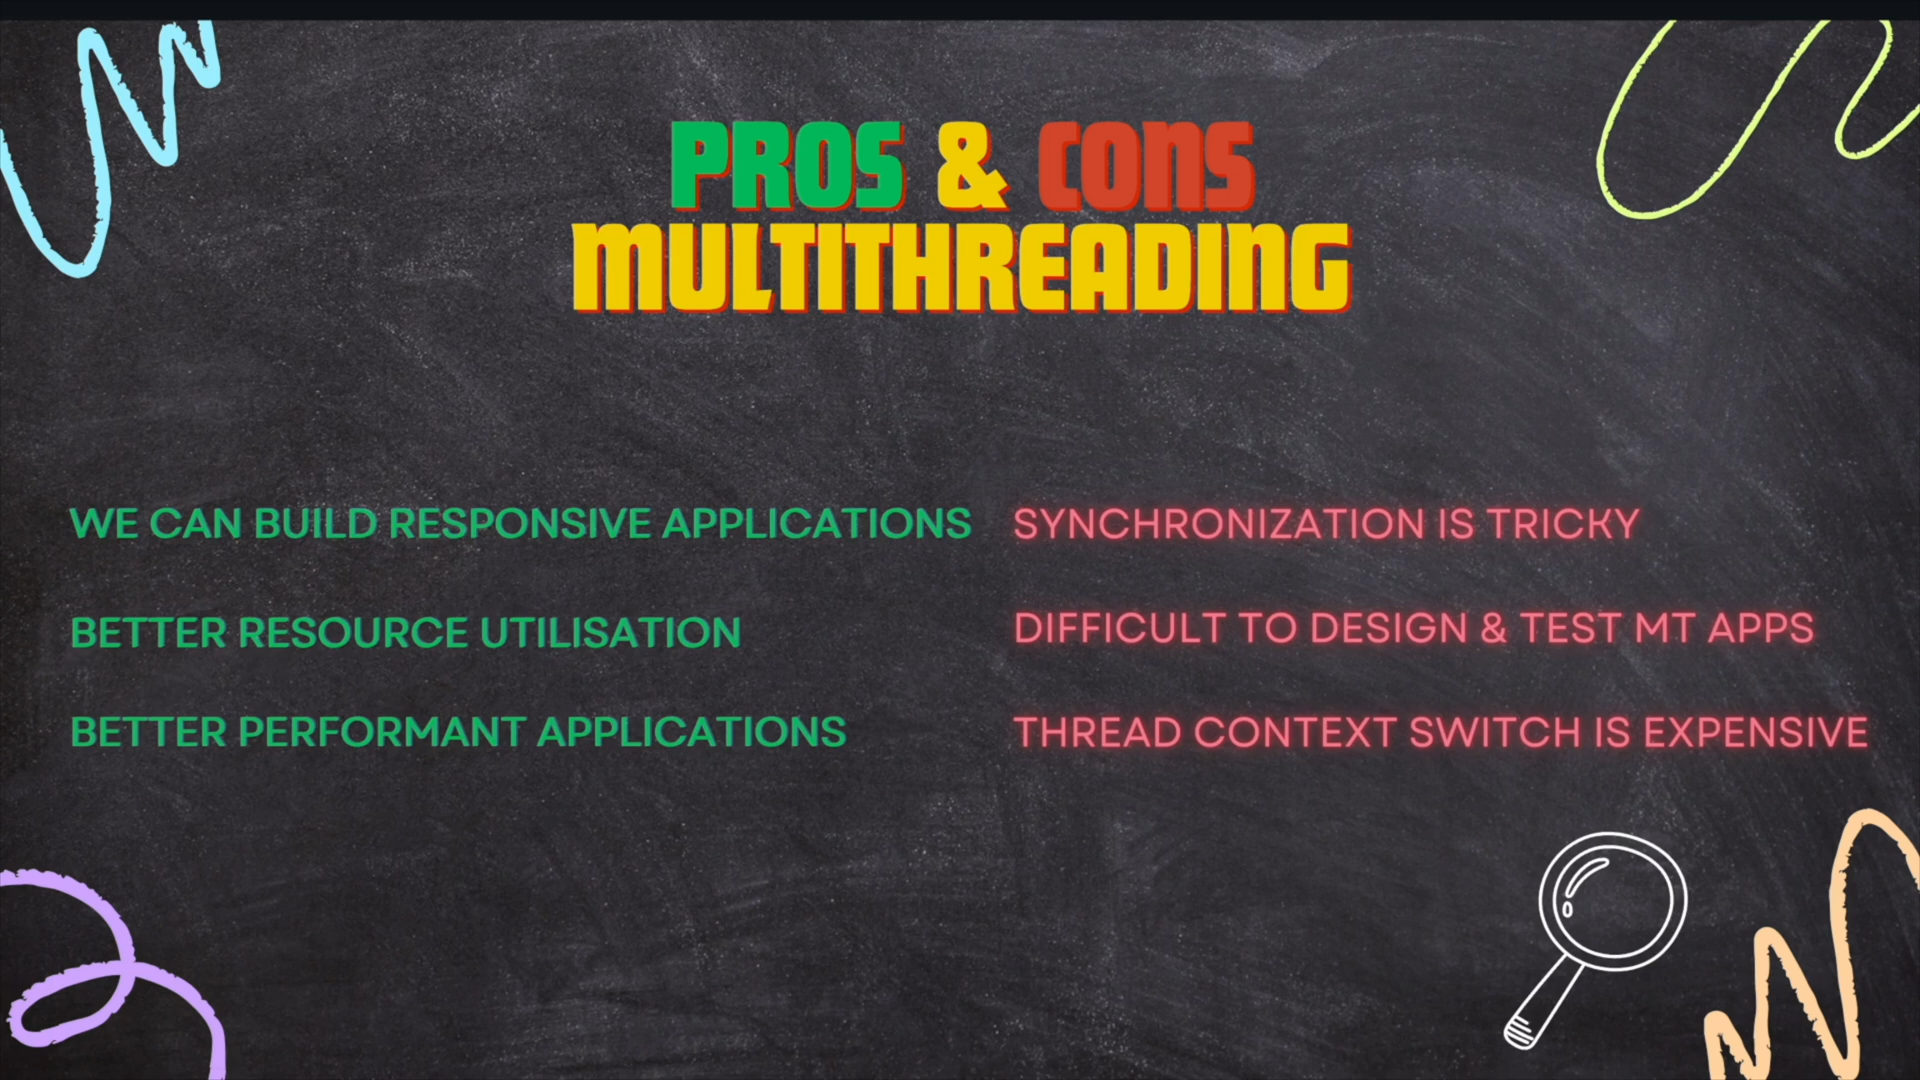 PROS & CONS
MULTITHREADING
WE CAN BUILD RESPONSIVE APPLICATIONS
BETTER RESOURCE UTILISATION
BETTER PERFORMANT APPLICATIONS
SYNCHRONIZATION IS TRICKY
DIFFICULT TO DESIGN & TEST MT APPS
THREAD CONTEXT SWITCH IS EXPENSIVE